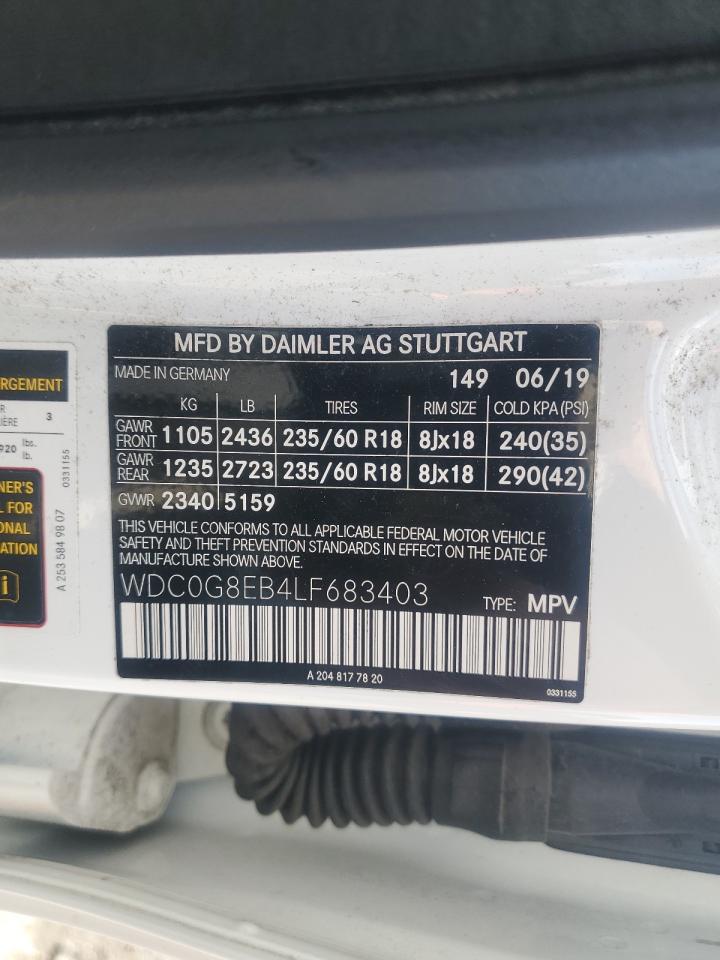 MFD BY DAIMLER AG STUTTGART
MADE IN GERMANY 149 06/19
KG LB TIRES RIM SIZE COLD KPA (PSI)
GAWR FRONT 1105 2436 235/60 R18 8Jx18 240(35)
GAWR REAR 1235 2723 235/60 R18 8Jx18 290(42)
GVWR 2340 5159
THIS VEHICLE CONFORMS TO ALL APPLICABLE FEDERAL MOTOR VEHICLE
SAFETY AND THEFT PREVENTION STANDARDS IN EFFECT ON THE DATE OF
MANUFACTURE SHOWN ABOVE.
WDC0G8EB4LF683403 TYPE: MPV
A 204 817 78 20
0331155
RGEMENT
3
920 lbs.
lb.
NER'S
FOR
ONAL
ATION
0331155
A 253 584 98 07